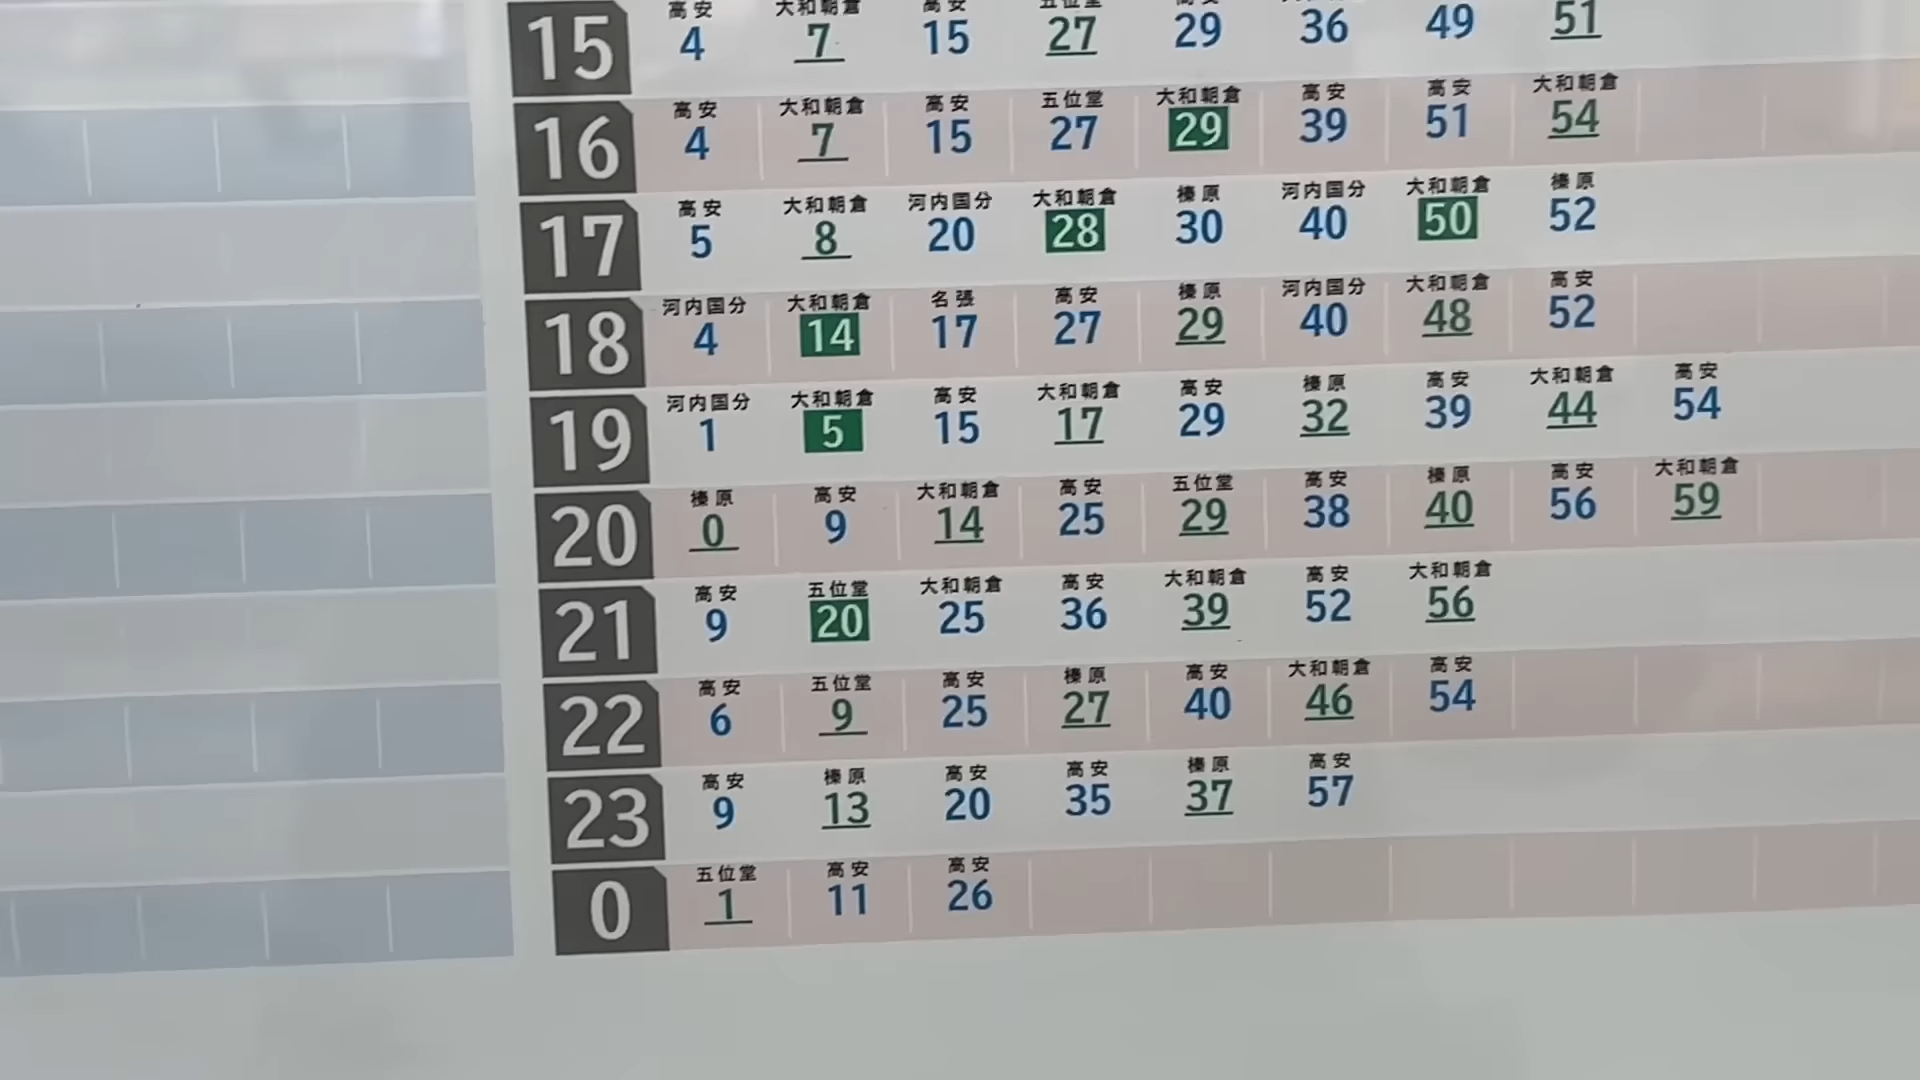 高安 大和朝倉 高安 五位堂 高安
15 4 7 15 27 29 36 49 51
高安 大和朝倉 高安 五位堂 大和朝倉 高安 高安 大和朝倉
16 4 7 15 27 29 39 51 54
高安 大和朝倉 河内国分 大和朝倉 榛原 河内国分 大和朝倉 榛原
17 5 8 20 28 30 40 50 52
河内国分 大和朝倉 名張 高安 榛原 河内国分 大和朝倉 高安
18 4 14 17 27 29 40 48 52
河内国分 大和朝倉 高安 大和朝倉 高安 榛原 高安 大和朝倉 高安
19 1 5 15 17 29 32 39 44 54
榛原 高安 大和朝倉 高安 五位堂 高安 榛原 高安 大和朝倉
20 0 9 14 25 29 38 40 56 59
高安 五位堂 大和朝倉 高安 大和朝倉 高安 大和朝倉
21 9 20 25 36 39 52 56
高安 五位堂 高安 榛原 高安 大和朝倉 高安
22 6 9 25 27 40 46 54
高安 榛原 高安 高安 榛原 高安
23 9 13 20 35 37 57
五位堂 高安 高安
0 1 11 26